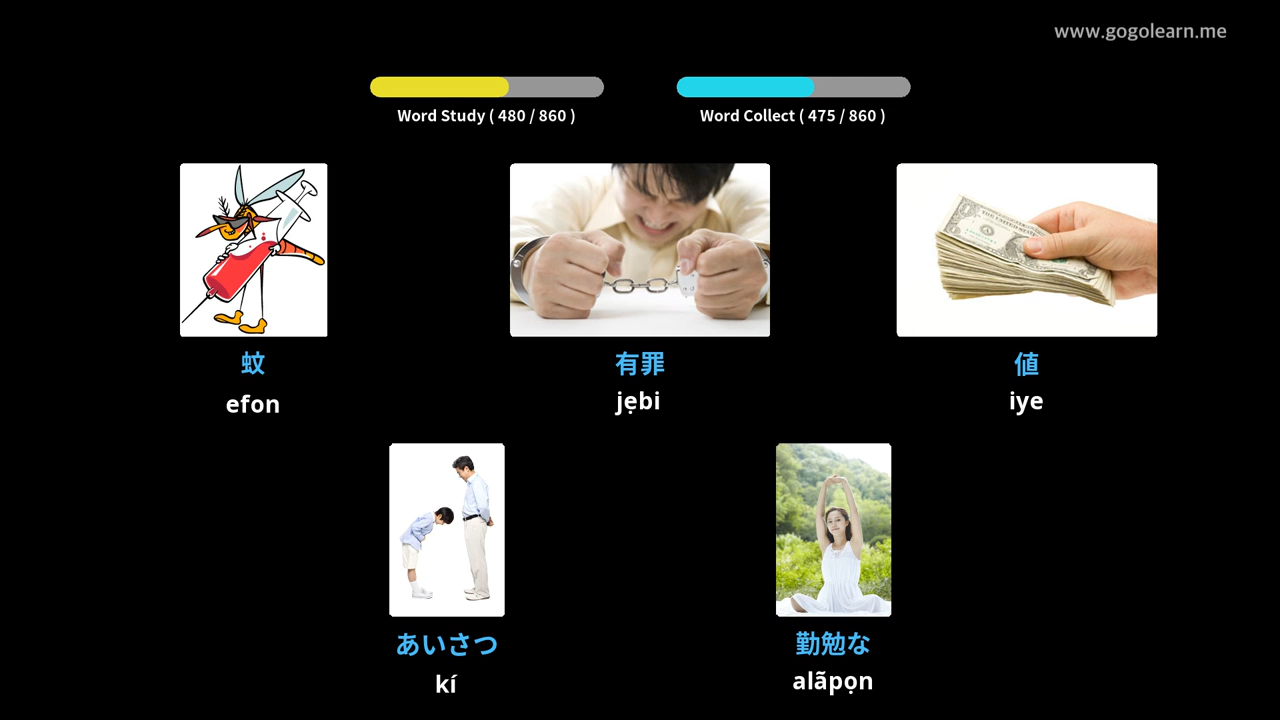 www.gogolearn.me
Word Study ( 480 / 860 )
Word Collect ( 475 / 860 )
蚊
efon
有罪
jẹbi
値
iye
あいさつ
kí
勤勉な
alãpọn